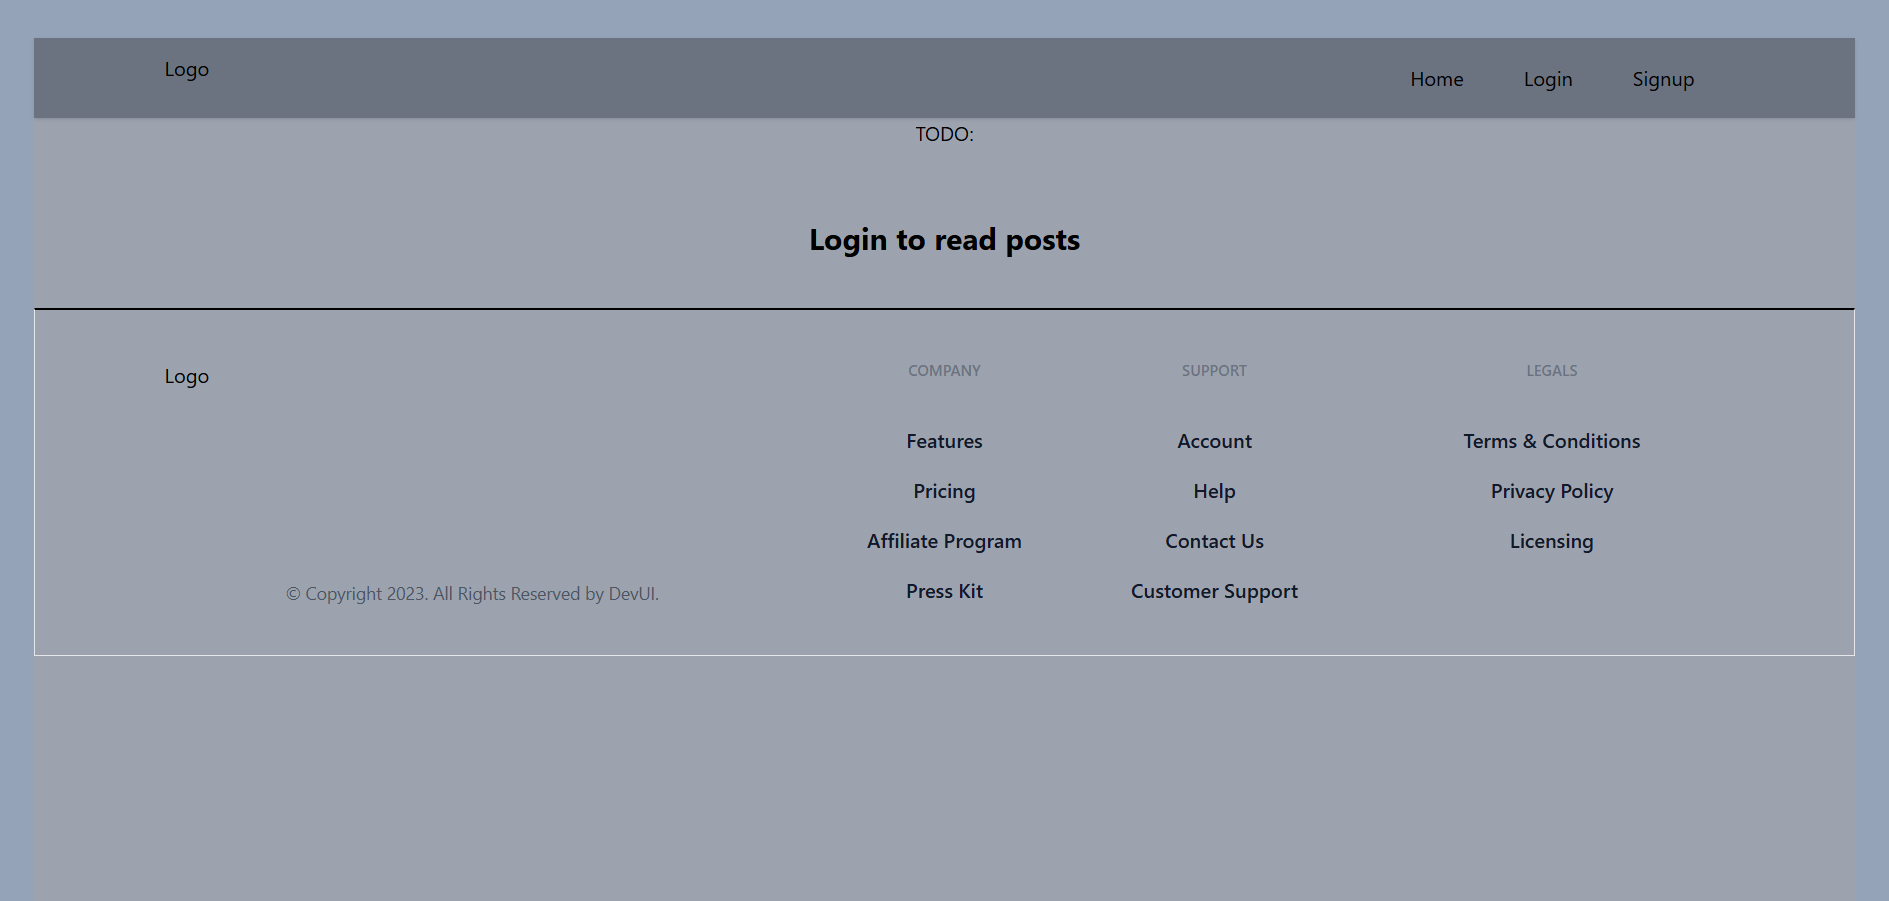 Logo
Home Login Signup
TODO:
Login to read posts
Logo
© Copyright 2023. All Rights Reserved by DevUI.
COMPANY
Features
Pricing
Affiliate Program
Press Kit
SUPPORT
Account
Help
Contact Us
Customer Support
LEGALS
Terms & Conditions
Privacy Policy
Licensing